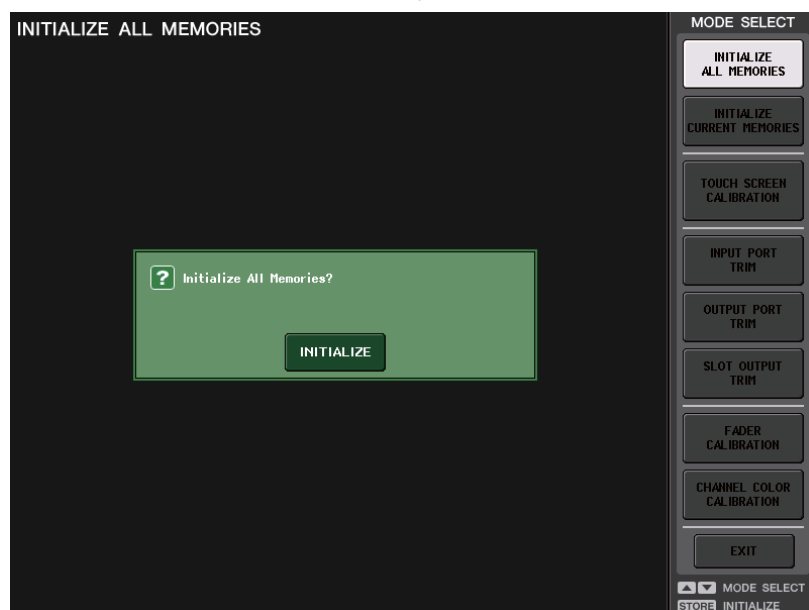 INITIALIZE ALL MEMORIES
? Initialize All Memories?
INITIALIZE
MODE SELECT
INITIALIZE
ALL MEMORIES
INITIALIZE
CURRENT MEMORIES
TOUCH SCREEN
CALIBRATION
INPUT PORT
TRIM
OUTPUT PORT
TRIM
SLOT OUTPUT
TRIM
FADER
CALIBRATION
CHANNEL COLOR
CALIBRATION
EXIT
▲ ▼ MODE SELECT
STORE INITIALIZE